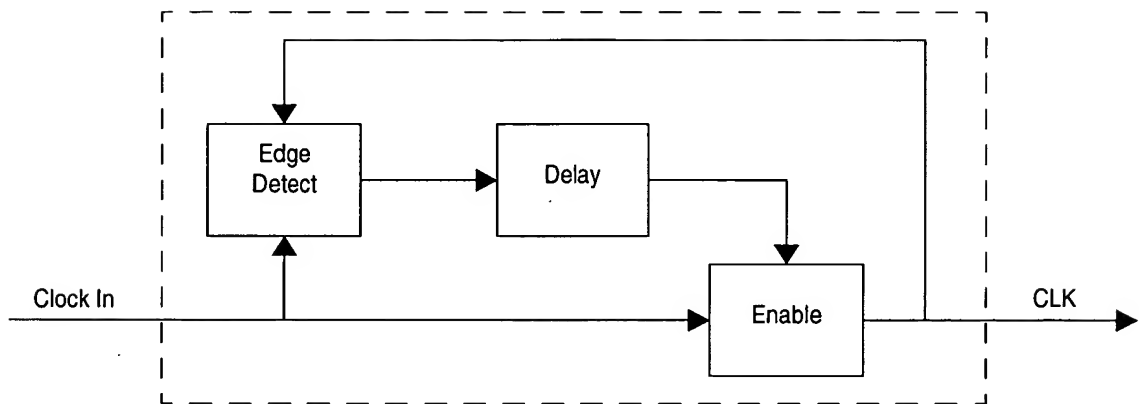 Edge
Detect
Delay
Clock In
Enable
CLK